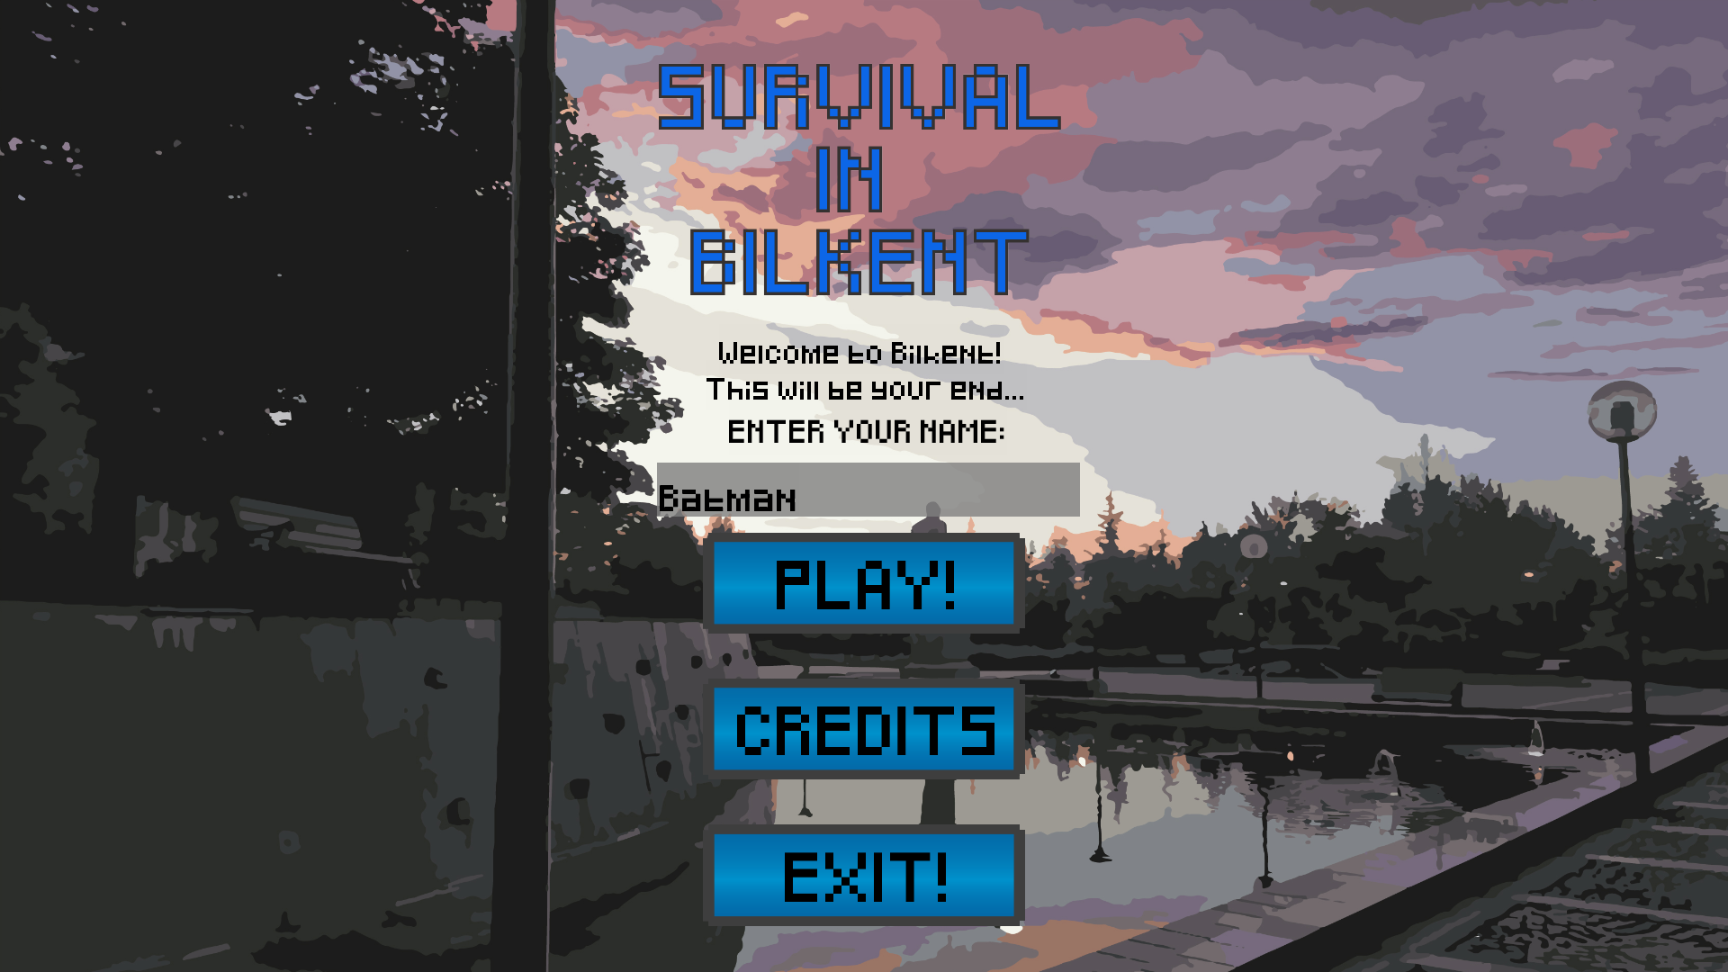 SURVIVAL
IN
BILKENT
Welcome to Bilkent!
This will be your end...
ENTER YOUR NAME:
Batman
PLAY!
CREDITS
EXIT!